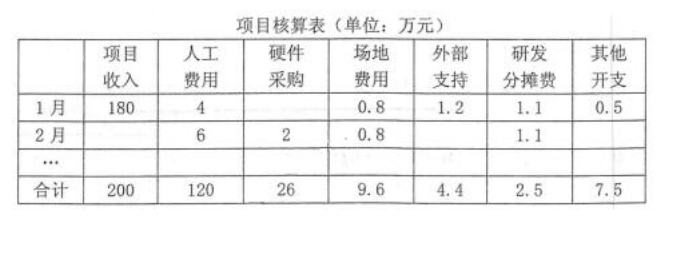 项目核算表（单位：万元）
项目收入 人工费用 硬件采购 场地费用 外部支持 研发分摊费 其他开支
1月 180 4 0.8 1.2 1.1 0.5
2月 6 2 0.8 1.1
…
合计 200 120 26 9.6 4.4 2.5 7.5